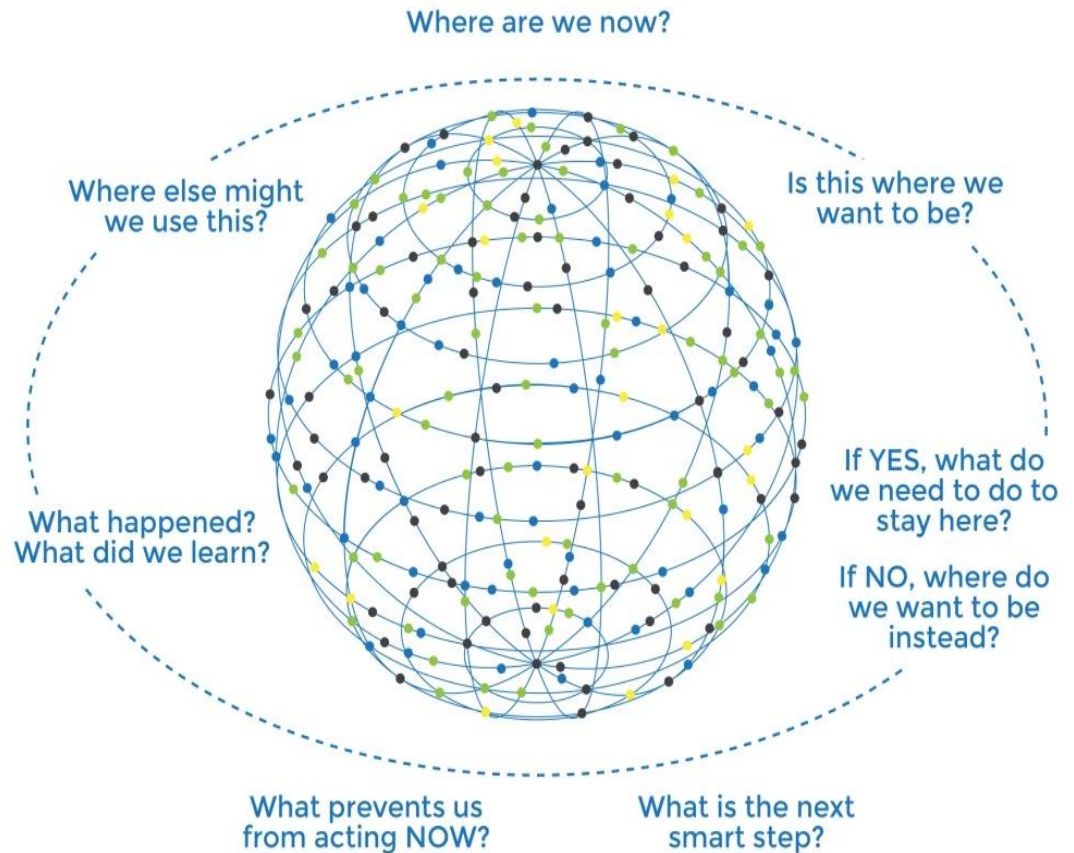 Where are we now?
Is this where we
want to be?
If YES, what do
we need to do to
stay here?
If NO, where do
we want to be
instead?
What is the next
smart step?
What prevents us
from acting NOW?
What happened?
What did we learn?
Where else might
we use this?